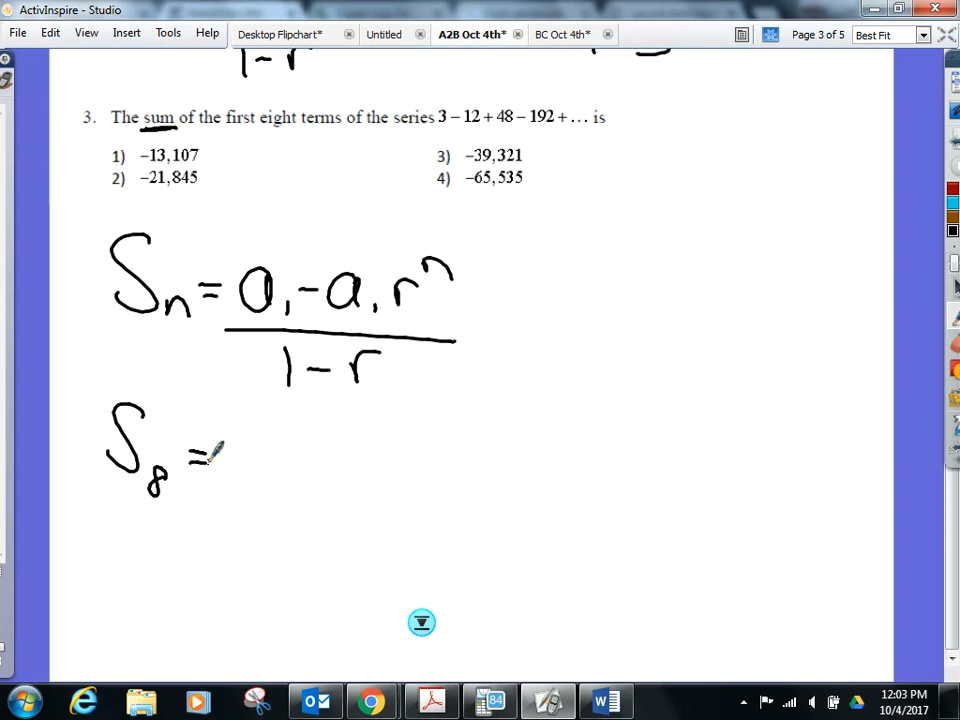 ActivInspire - Studio
File Edit View Insert Tools Help Desktop Flipchart* Untitled A2B Oct 4th* BC Oct 4th* Page 3 of 5 Best Fit
1 - r
3. The sum of the first eight terms of the series 3 − 12 + 48 − 192 + … is
1) −13,107 3) −39,321
2) −21,845 4) −65,535
Sₙ = a₁ - a₁ rⁿ
1 - r
S₈ =
84
12:03 PM
10/4/2017